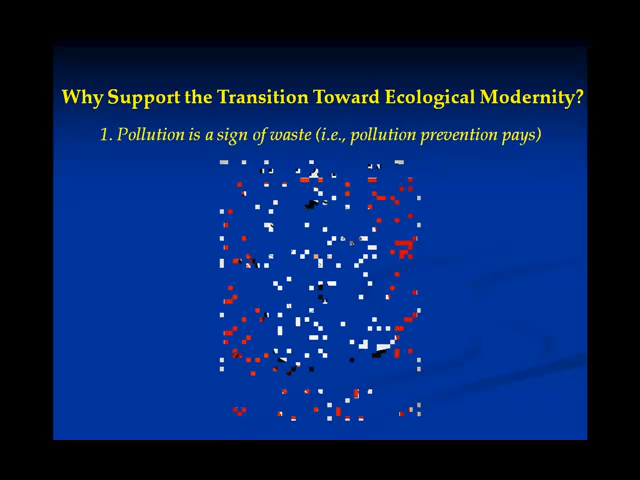 Why Support the Transition Toward Ecological Modernity?
1. Pollution is a sign of waste (i.e., pollution prevention pays)